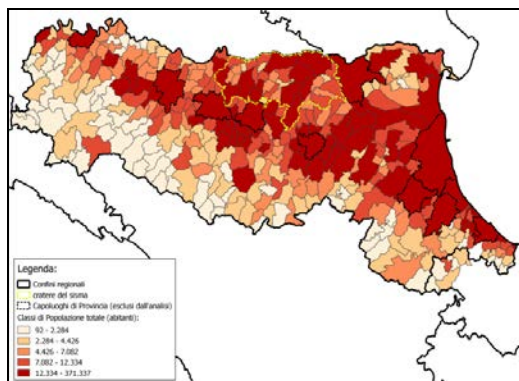 Legenda:
Confini regionali
cratere del sisma
Capoluoghi di Provincia (esclusi dall'analisi)
Classi di Popolazione totale (abitanti):
92 - 2.284
2.284 - 4.426
4.426 - 7.082
7.082 - 12.334
12.334 - 371.337